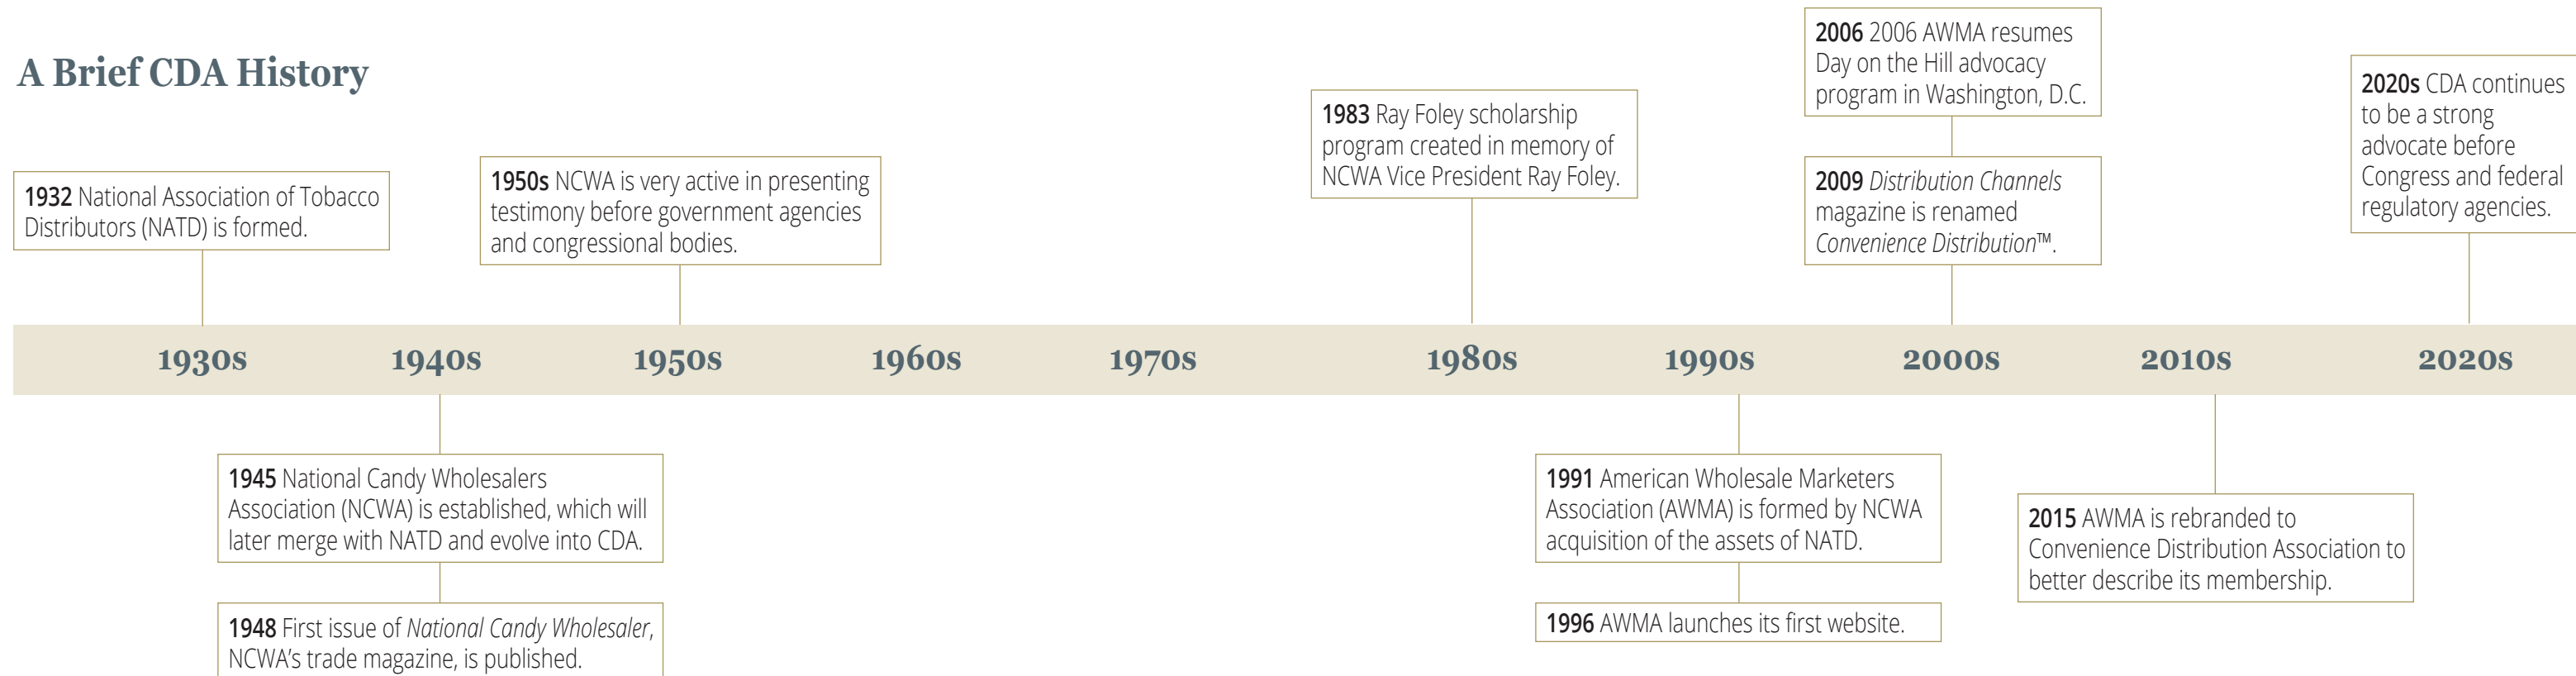 A Brief CDA History
1932 National Association of Tobacco
Distributors (NATD) is formed.
1950s NCWA is very active in presenting
testimony before government agencies
and congressional bodies.
1983 Ray Foley scholarship
program created in memory of
NCWA Vice President Ray Foley.
2006 2006 AWMA resumes
Day on the Hill advocacy
program in Washington, D.C.
2009 Distribution Channels
magazine is renamed
Convenience Distribution™.
2020s CDA continues
to be a strong
advocate before
Congress and federal
regulatory agencies.
1930s 1940s 1950s 1960s 1970s 1980s 1990s 2000s 2010s 2020s
1945 National Candy Wholesalers
Association (NCWA) is established, which will
later merge with NATD and evolve into CDA.
1948 First issue of National Candy Wholesaler,
NCWA’s trade magazine, is published.
1991 American Wholesale Marketers
Association (AWMA) is formed by NCWA
acquisition of the assets of NATD.
1996 AWMA launches its first website.
2015 AWMA is rebranded to
Convenience Distribution Association to
better describe its membership.